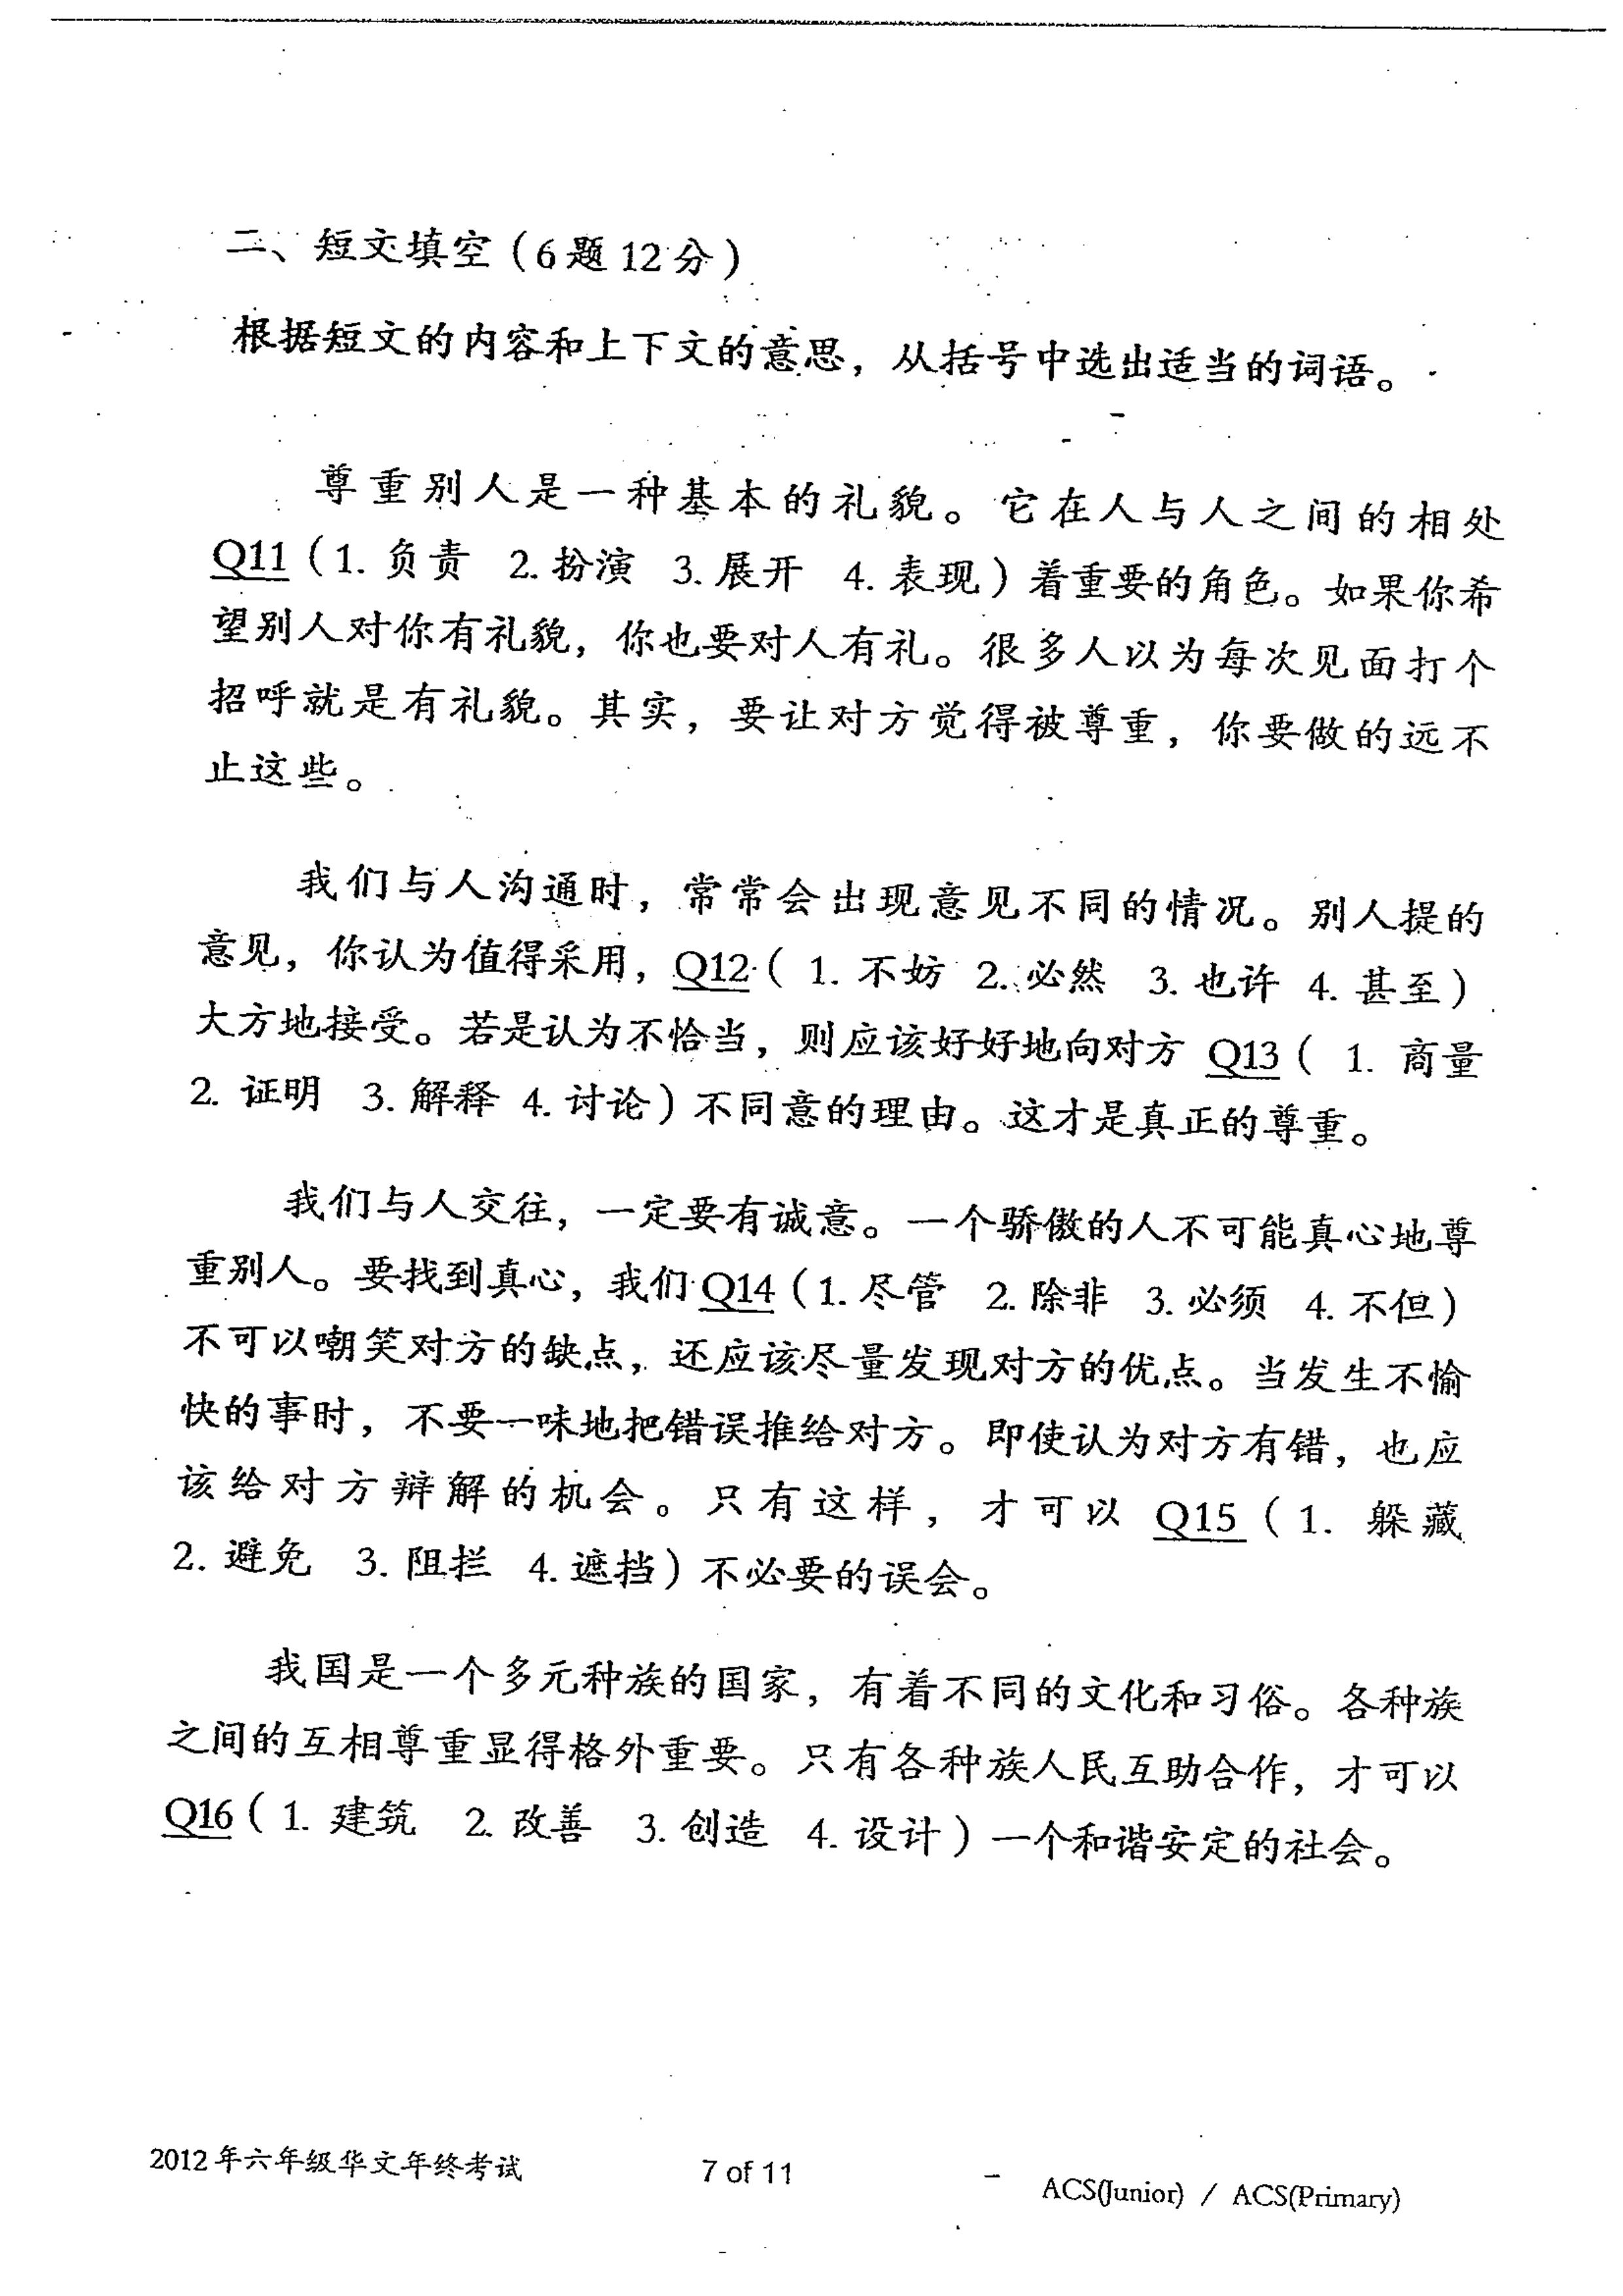 二、短文填空（6题 12分）
根据短文的内容和上下文的意思，从括号中选出适当的词语。
尊重别人是一种基本的礼貌。它在人与人之间的相处
Q11（1. 负责 2. 扮演 3. 展开 4. 表现）着重要的角色。如果你希
望别人对你有礼貌，你也要对人有礼。很多人以为每次见面打个
招呼就是有礼貌。其实，要让对方觉得被尊重，你要做的远不
止这些。
我们与人沟通时，常常会出现意见不同的情况。别人提的
意见，你认为值得采用，Q12（ 1. 不妨 2. 必然 3. 也许 4. 甚至）
大方地接受。若是认为不恰当，则应该好好地向对方 Q13（ 1. 商量
2. 证明 3. 解释 4. 讨论）不同意的理由。这才是真正的尊重。
我们与人交往，一定要有诚意。一个骄傲的人不可能真心地尊
重别人。要找到真心，我们 Q14（1. 尽管 2. 除非 3. 必须 4. 不但）
不可以嘲笑对方的缺点，还应该尽量发现对方的优点。当发生不愉
快的事时，不要一味地把错误推给对方。即使认为对方有错，也应
该给对方辩解的机会。只有这样，才可以 Q15（1. 躲藏
2. 避免 3. 阻拦 4. 遮挡）不必要的误会。
我国是一个多元种族的国家，有着不同的文化和习俗。各种族
之间的互相尊重显得格外重要。只有各种族人民互助合作，才可以
Q16（1. 建筑 2. 改善 3. 创造 4. 设计）一个和谐安定的社会。
2012年六年级华文年终考试 7 of 11 ACS(Junior) / ACS(Primary)